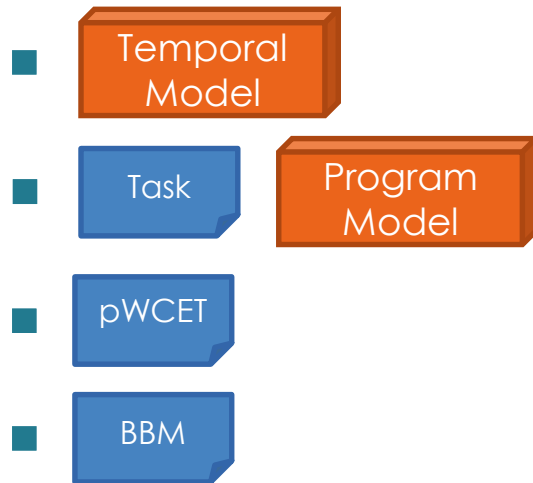 Temporal
Model
Task
Program
Model
pWCET
BBM